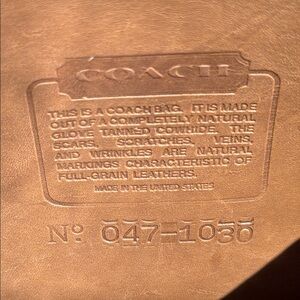 COACH
THIS IS A COACH BAG. IT IS MADE
OUT OF A COMPLETELY NATURAL
GLOVE TANNED COWHIDE. THE
SCARS, SCRATCHES, VEINS,
AND WRINKLES ARE NATURAL
MARKINGS CHARACTERISTIC OF
FULL-GRAIN LEATHERS.
MADE IN THE UNITED STATES
Nº 047-1030